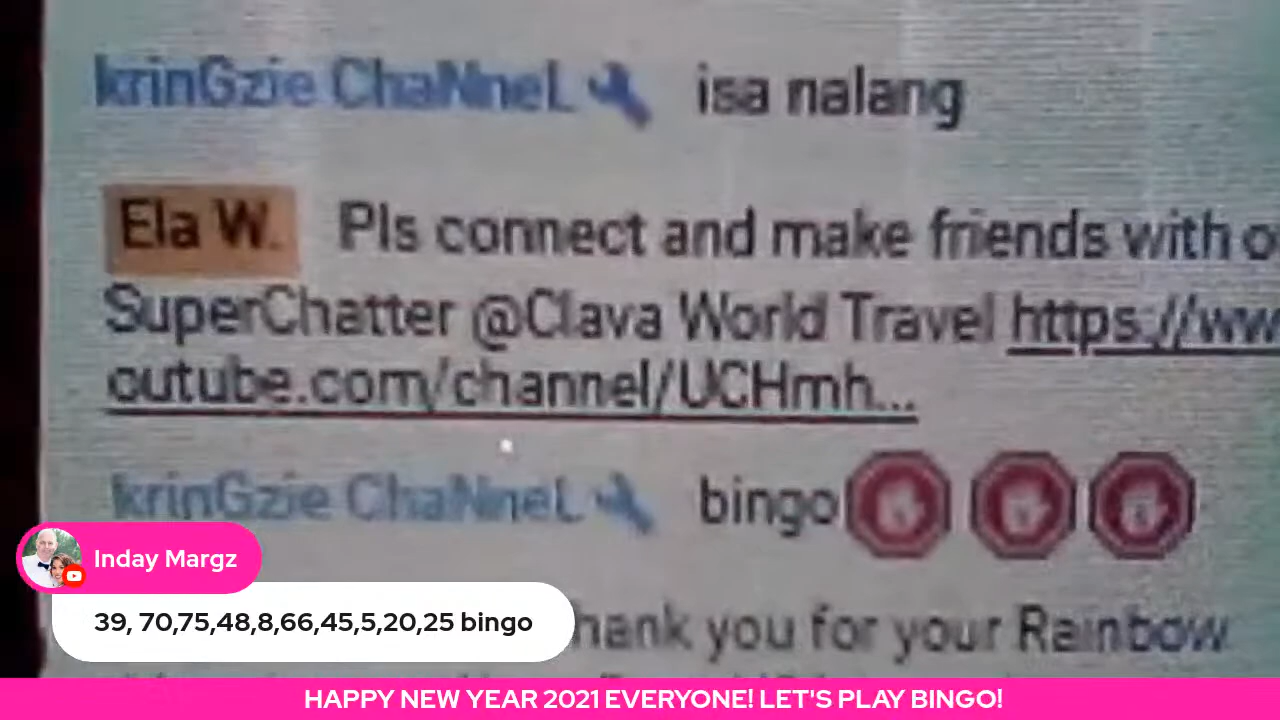 krinGzie ChaNneL isa nalang
Ela W. Pls connect and make friends with
SuperChatter @Clava World Travel https://ww
outube.com/channel/UCHmh...
krinGzie ChaNneL bingo
Inday Margz
39, 70,75,48,8,66,45,5,20,25 bingo
hank you for your Rainbow
HAPPY NEW YEAR 2021 EVERYONE! LET'S PLAY BINGO!